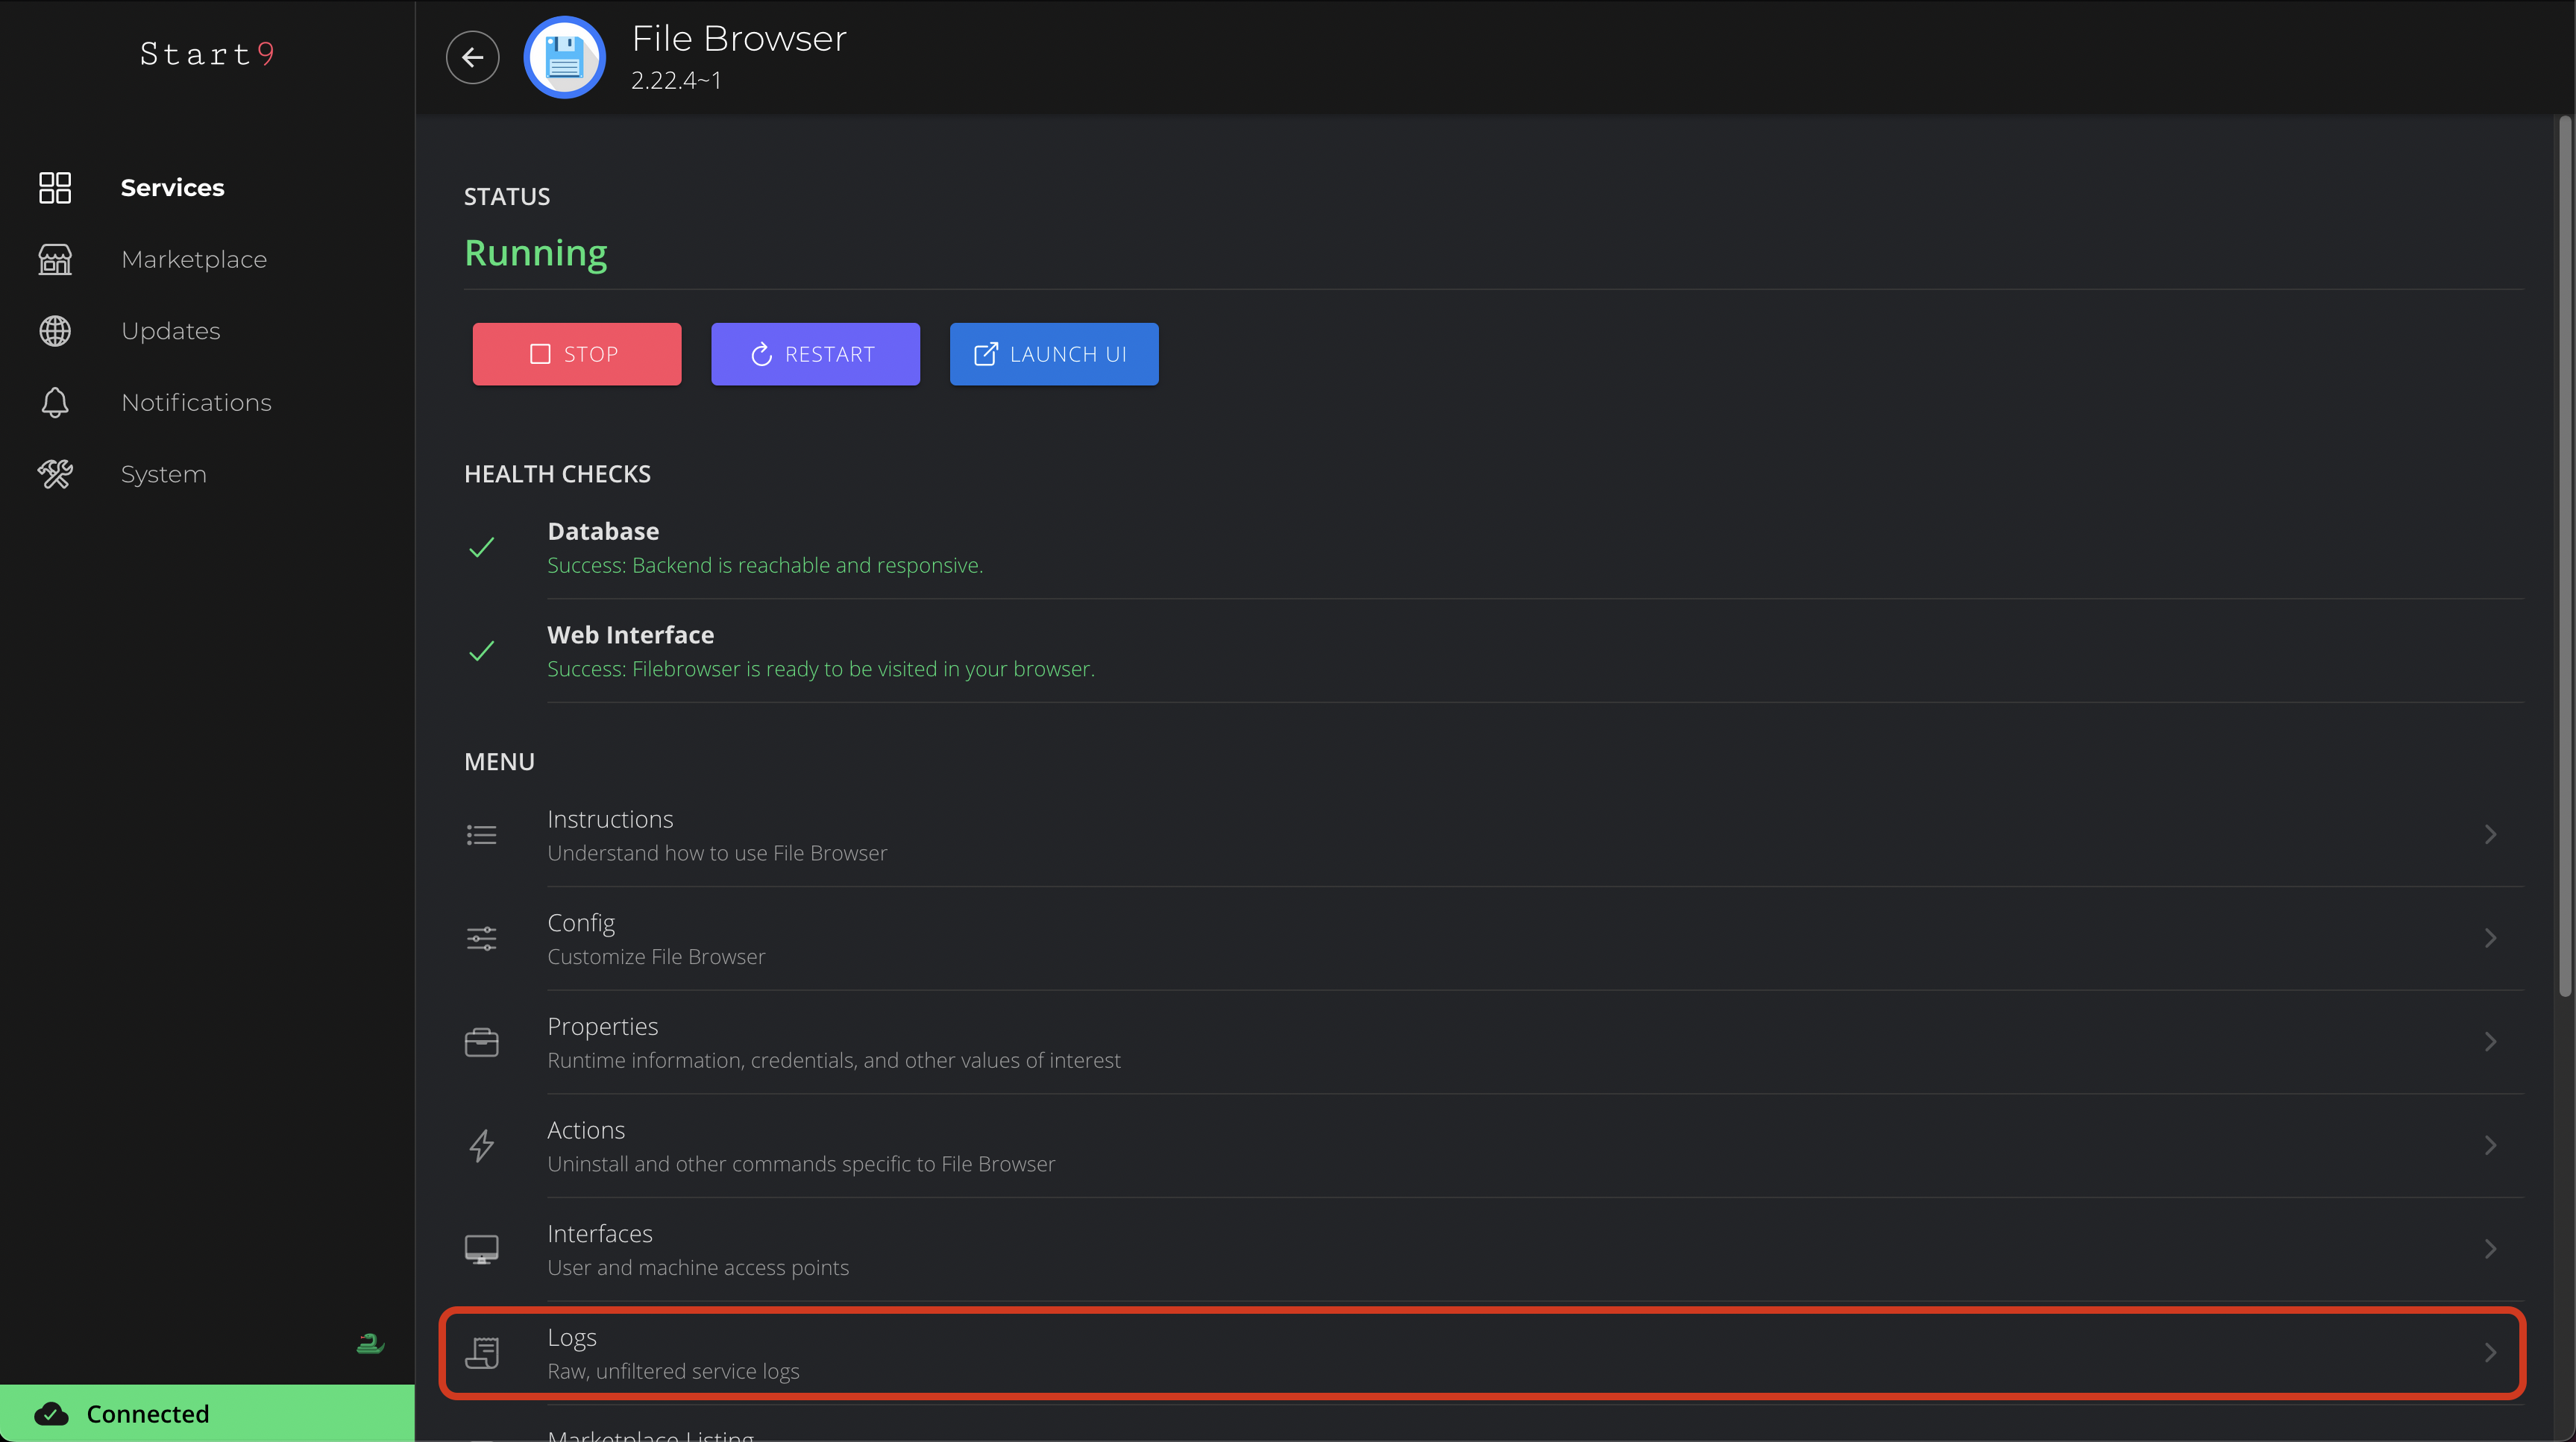 Start9
Services
Marketplace
Updates
Notifications
System
Connected
File Browser
2.22.4~1
STATUS
Running
STOP
RESTART
LAUNCH UI
HEALTH CHECKS
Database
Success: Backend is reachable and responsive.
Web Interface
Success: Filebrowser is ready to be visited in your browser.
MENU
Instructions
Understand how to use File Browser
Config
Customize File Browser
Properties
Runtime information, credentials, and other values of interest
Actions
Uninstall and other commands specific to File Browser
Interfaces
User and machine access points
Logs
Raw, unfiltered service logs
Marketplace Listing